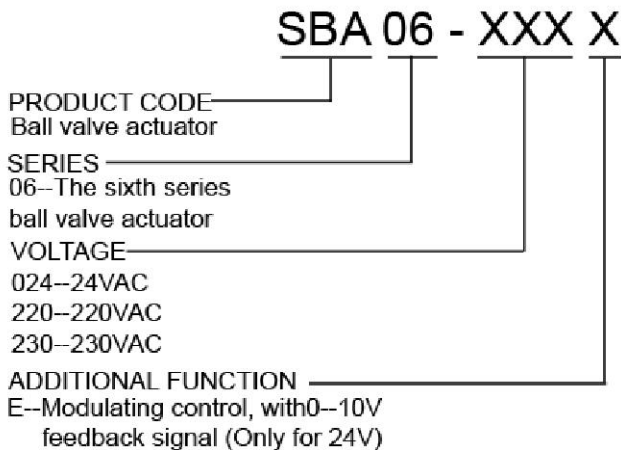 SBA 06 - XXX X
PRODUCT CODE
Ball valve actuator
SERIES
06--The sixth series
ball valve actuator
VOLTAGE
024--24VAC
220--220VAC
230--230VAC
ADDITIONAL FUNCTION
E--Modulating control, with0--10V
feedback signal (Only for 24V)